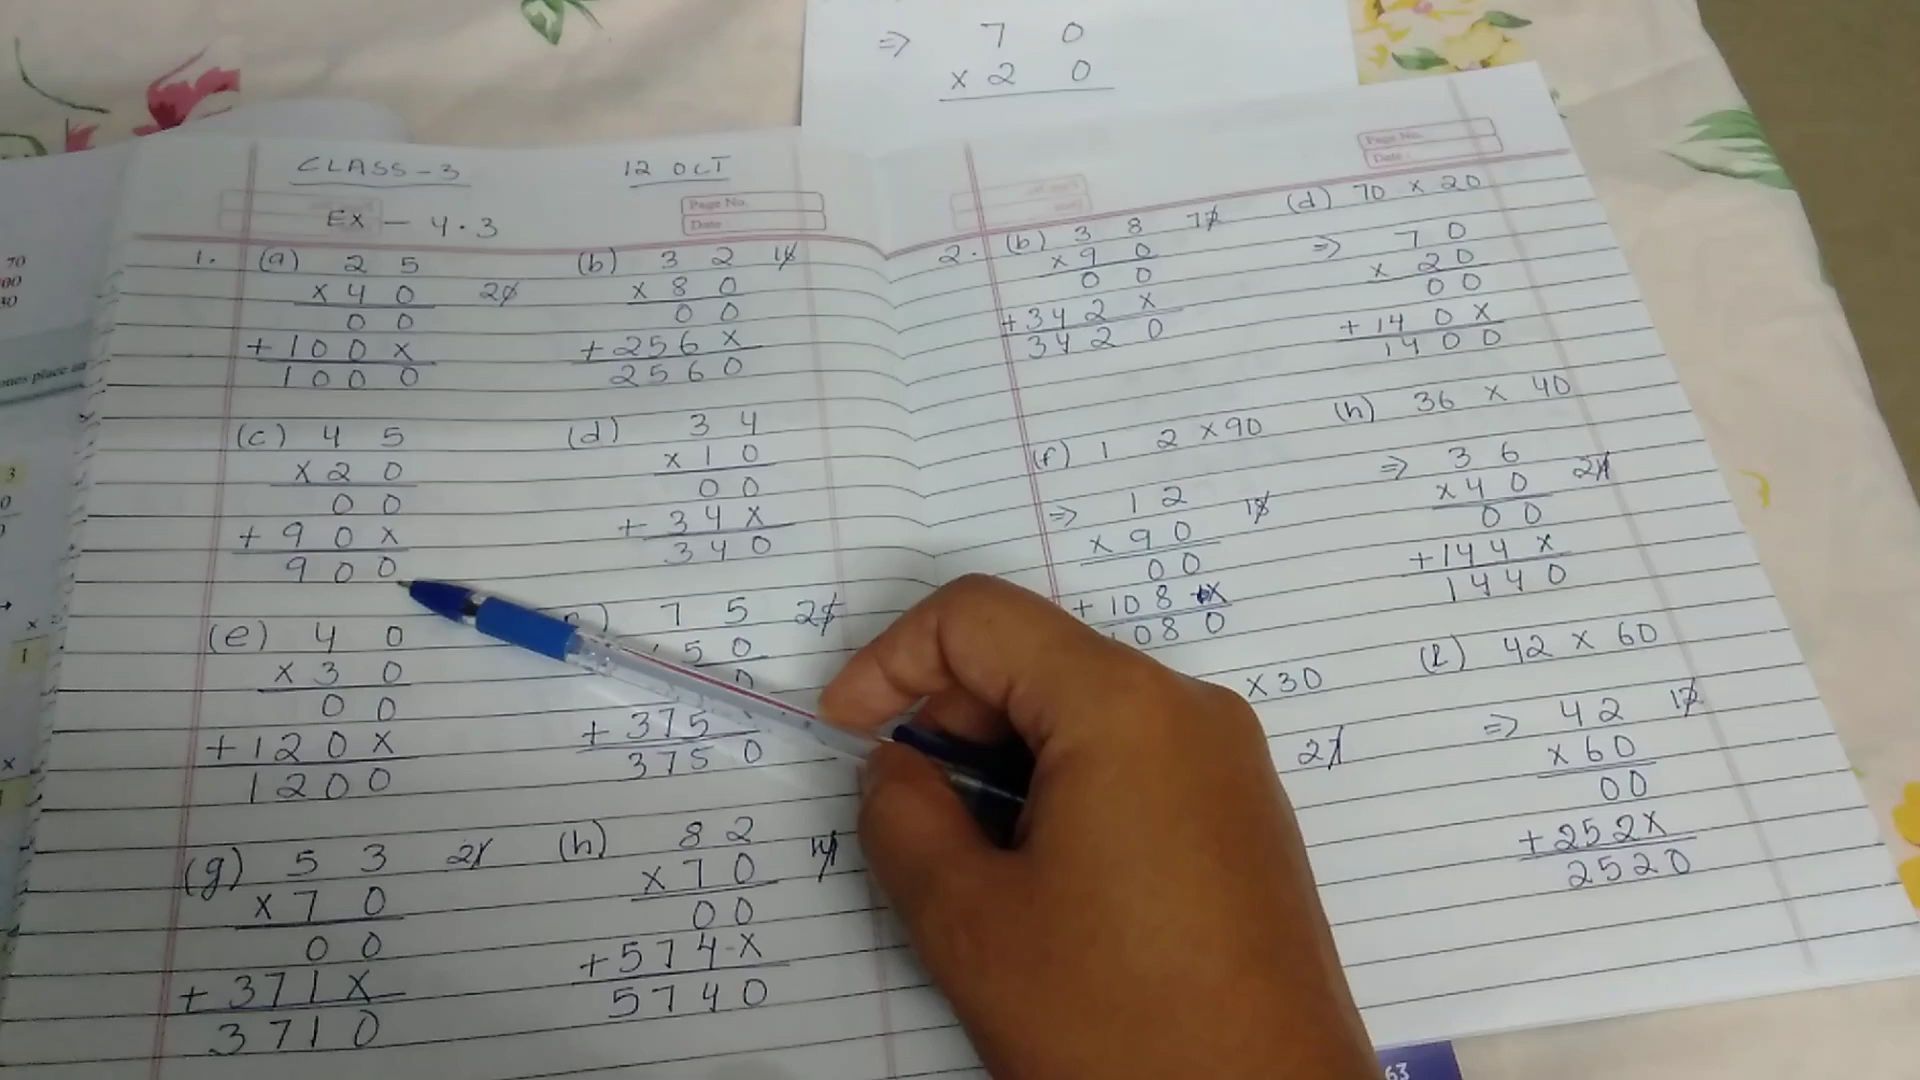 ⇒ 7 0
× 2 0
CLASS-3
12 OCT
Page No.
Date :
EX – 4.3
1. (a) 2 5
× 4 0
0 0
+ 1 0 0 ×
1 0 0 0
(b) 3 2
× 8 0
0 0
+ 2 5 6 ×
2 5 6 0
(c) 4 5
× 2 0
0 0
+ 9 0 ×
9 0 0
(d) 3 4
× 1 0
0 0
+ 3 4 ×
3 4 0
(e) 4 0
× 3 0
0 0
+ 1 2 0 ×
1 2 0 0
7 5
5 0
0
+ 3 7 5
3 7 5 0
(g) 5 3
× 7 0
0 0
+ 3 7 1 ×
3 7 1 0
(h) 8 2
× 7 0
0 0
+ 5 7 4 - ×
5 7 4 0
Page No.
Date :
2. (b) 3 8
× 9 0
0 0
+ 3 4 2 ×
3 4 2 0
(d) 70 × 20
⇒ 7 0
× 2 0
0 0
+ 1 4 0 ×
1 4 0 0
(f) 1 2 × 90
⇒ 1 2
× 9 0
0 0
+ 1 0 8 ×
1 0 8 0
(h) 36 × 40
⇒ 3 6
× 4 0
0 0
+ 1 4 4 ×
1 4 4 0
× 30
(l) 42 × 60
⇒ 4 2
× 6 0
0 0
+ 2 5 2 ×
2 5 2 0
63